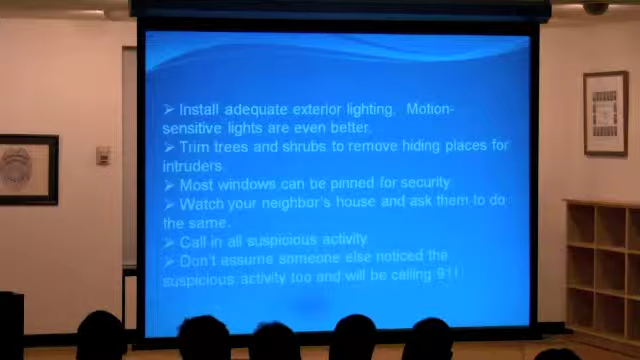 ➢ Install adequate exterior lighting. Motion-
sensitive lights are even better.
➢ Trim trees and shrubs to remove hiding places for
intruders.
➢ Most windows can be pinned for security.
➢ Watch your neighbor's house and ask them to do
the same.
➢ Call in all suspicious activity.
➢ Don't assume someone else noticed the
suspicious activity too and will be calling 911!